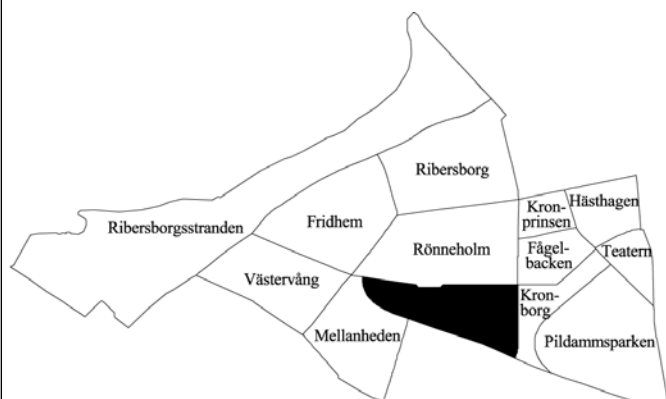 Ribersborg
Hästhagen
Kron-
prinsen
Fridhem
Ribersborgsstranden
Rönneholm
Fågel-
backen
Teatern
Västervång
Kron-
borg
Mellanheden
Pildammsparken